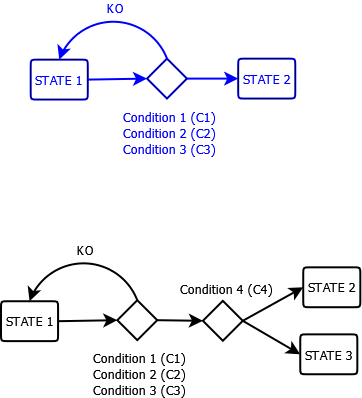 KO
STATE 1
STATE 2
Condition 1 (C1)
Condition 2 (C2)
Condition 3 (C3)
KO
Condition 4 (C4)
STATE 2
STATE 1
STATE 3
Condition 1 (C1)
Condition 2 (C2)
Condition 3 (C3)